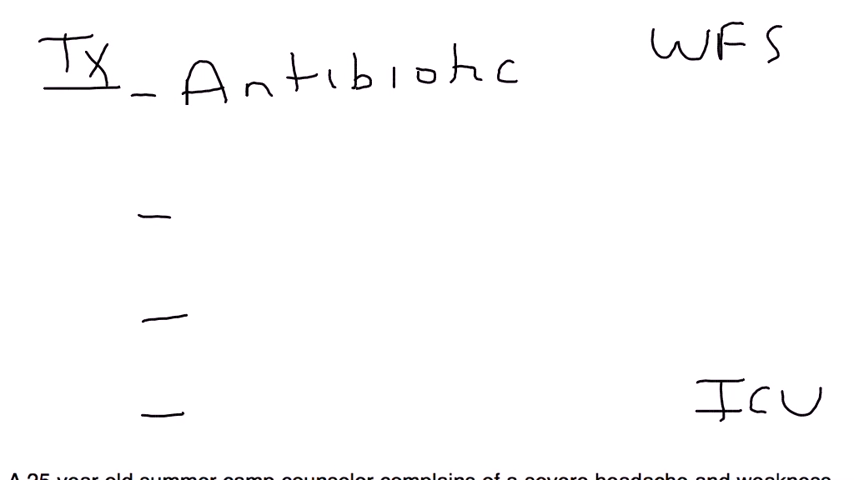 Tx - Antibiotic WFS
-
-
- ICU
A 25 year old summer camp counselor complains of a severe headache and weakness